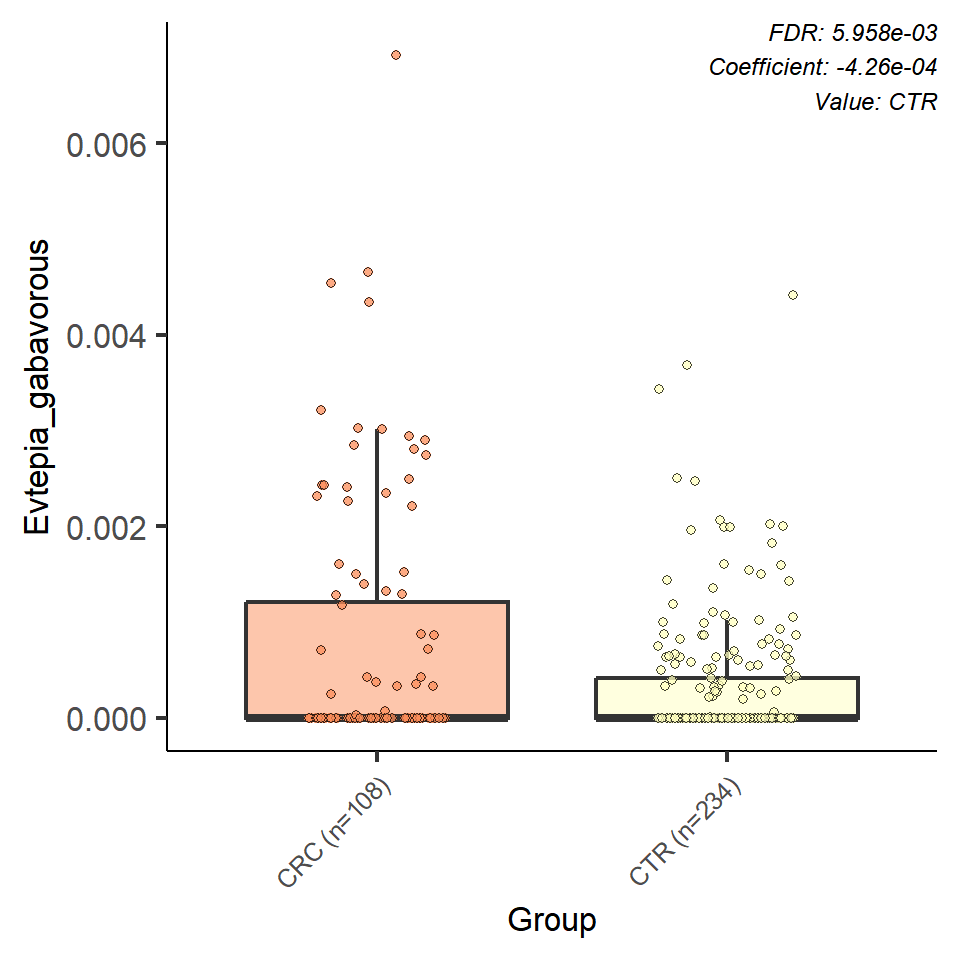 FDR: 5.958e-03
Coefficient: -4.26e-04
Value: CTR
Evtepia_gabavorous
0.006
0.004
0.002
0.000
CRC (n=108)
CTR (n=234)
Group